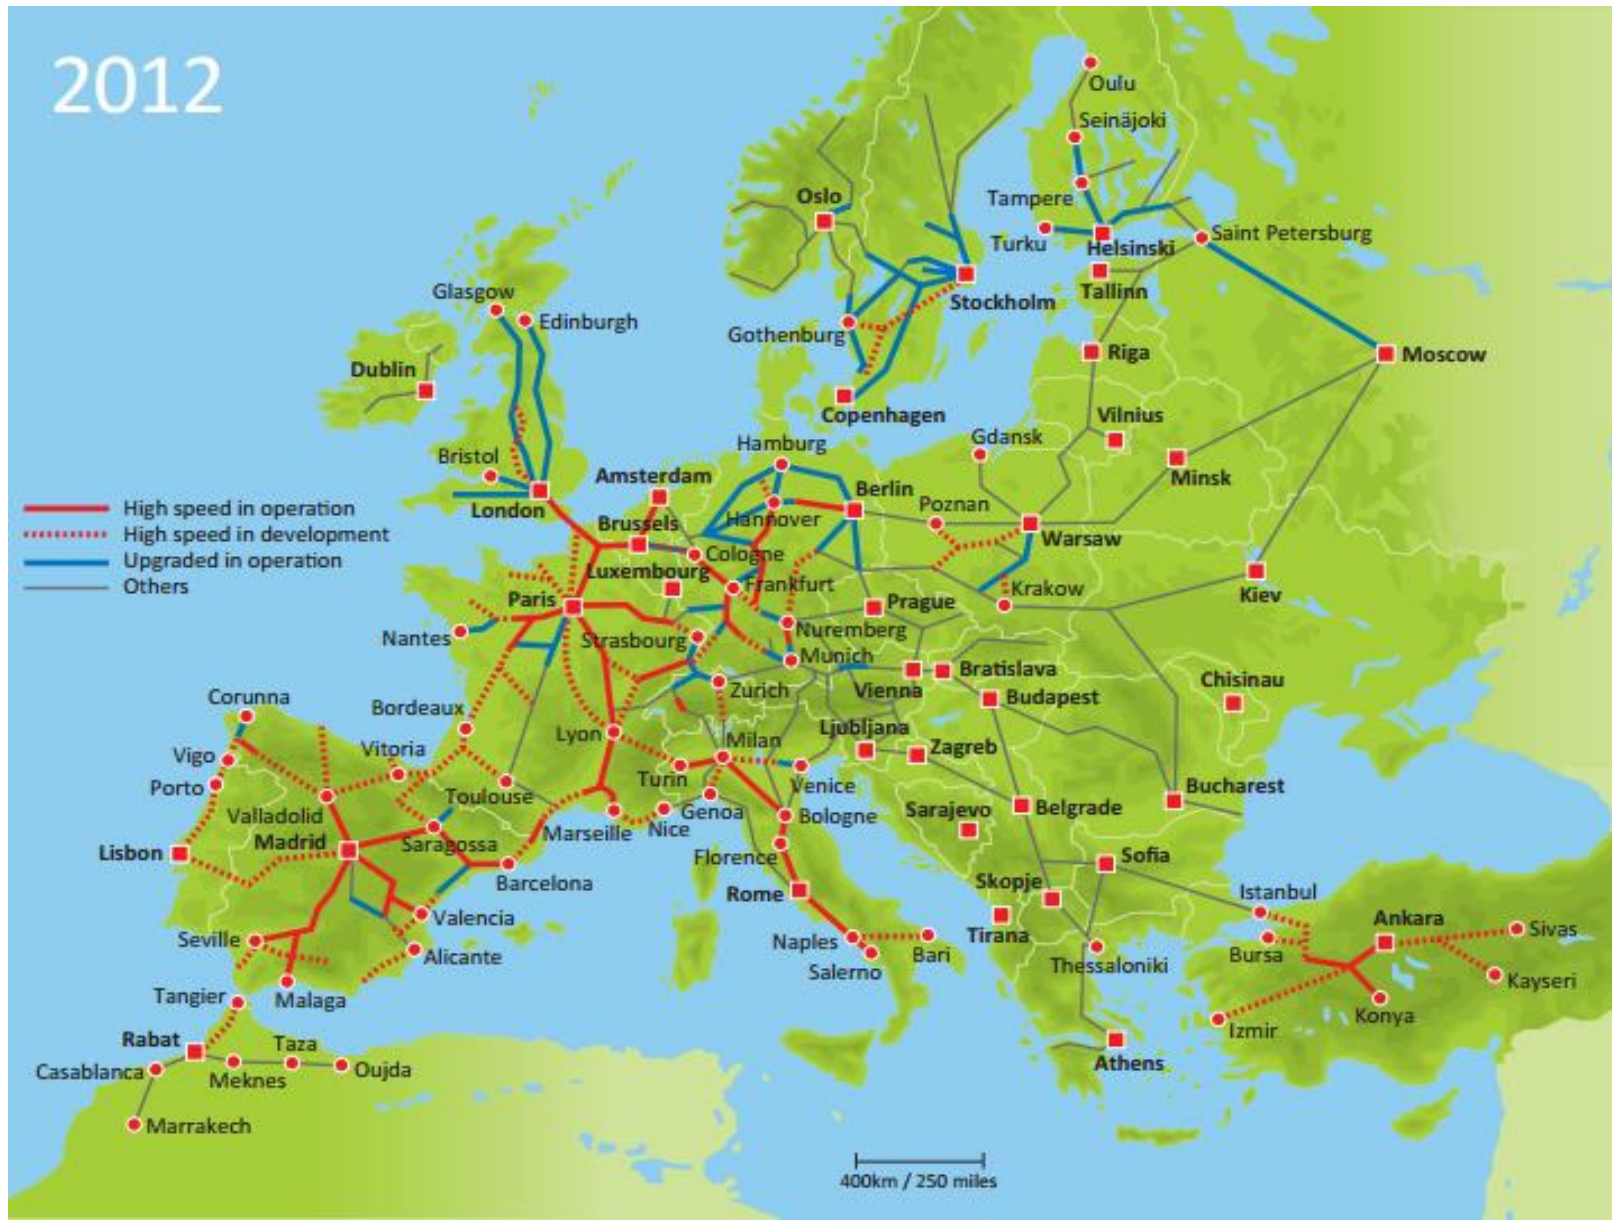 2012
Oulu
Seinäjoki
Oslo
Tampere
Turku
Helsinki
Saint Petersburg
Tallinn
Stockholm
Glasgow
Edinburgh
Gothenburg
Riga
Moscow
Dublin
Copenhagen
Vilnius
Hamburg
Gdansk
Bristol
Minsk
Amsterdam
Berlin
Poznan
London
Hannover
Brussels
Warsaw
High speed in operation
High speed in development
Upgraded in operation
Others
Cologne
Luxembourg
Frankfurt
Krakow
Kiev
Paris
Prague
Nantes
Strasbourg
Nuremberg
Munich
Bratislava
Chisinau
Zurich
Vienna
Budapest
Corunna
Bordeaux
Ljubljana
Lyon
Milan
Zagreb
Vigo
Vitoria
Turin
Venice
Porto
Toulouse
Bucharest
Valladolid
Genoa
Sarajevo
Belgrade
Madrid
Marseille
Nice
Bologne
Saragossa
Lisbon
Florence
Sofia
Barcelona
Skopje
Rome
Istanbul
Valencia
Ankara
Seville
Naples
Tirana
Sivas
Alicante
Salerno
Bari
Thessaloniki
Bursa
Kayseri
Tangier
Malaga
Konya
Rabat
Izmir
Taza
Athens
Casablanca
Meknes
Oujda
Marrakech
400km / 250 miles